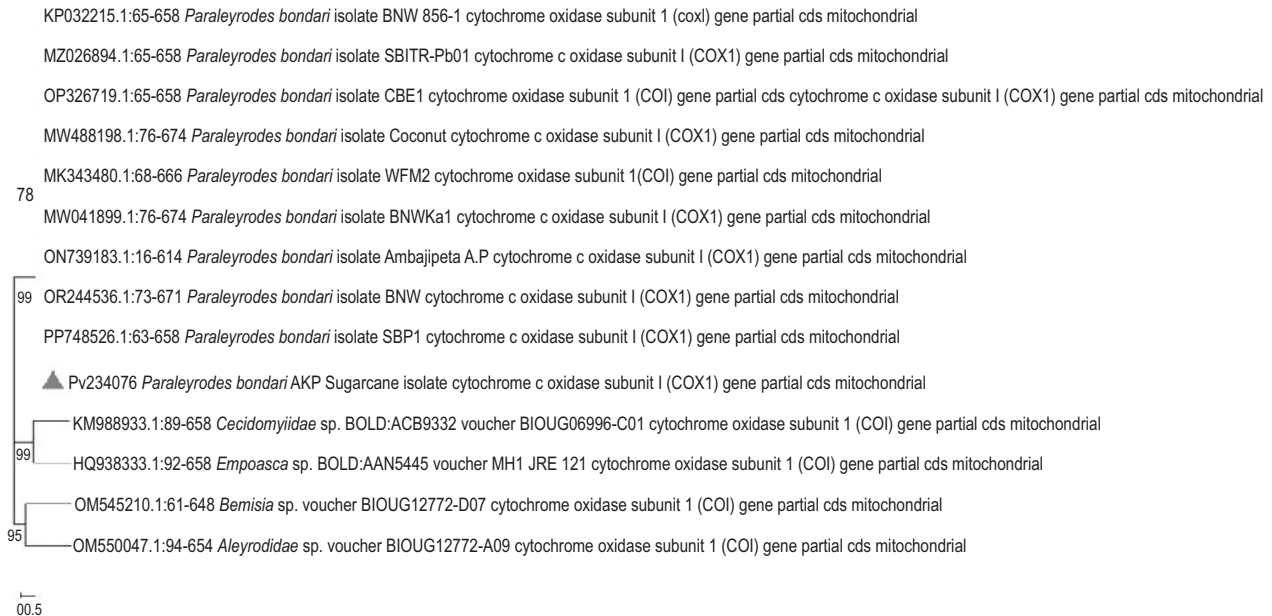 KP032215.1:65-658 Paraleyrodes bondari isolate BNW 856-1 cytochrome oxidase subunit 1 (coxl) gene partial cds mitochondrial
MZ026894.1:65-658 Paraleyrodes bondari isolate SBITR-Pb01 cytochrome c oxidase subunit I (COX1) gene partial cds mitochondrial
OP326719.1:65-658 Paraleyrodes bondari isolate CBE1 cytochrome oxidase subunit 1 (COI) gene partial cds cytochrome c oxidase subunit I (COX1) gene partial cds mitochondrial
MW488198.1:76-674 Paraleyrodes bondari isolate Coconut cytochrome c oxidase subunit I (COX1) gene partial cds mitochondrial
MK343480.1:68-666 Paraleyrodes bondari isolate WFM2 cytochrome oxidase subunit 1(COI) gene partial cds mitochondrial
78
MW041899.1:76-674 Paraleyrodes bondari isolate BNWKa1 cytochrome c oxidase subunit I (COX1) gene partial cds mitochondrial
ON739183.1:16-614 Paraleyrodes bondari isolate Ambajipeta A.P cytochrome c oxidase subunit I (COX1) gene partial cds mitochondrial
99 OR244536.1:73-671 Paraleyrodes bondari isolate BNW cytochrome c oxidase subunit I (COX1) gene partial cds mitochondrial
PP748526.1:63-658 Paraleyrodes bondari isolate SBP1 cytochrome c oxidase subunit I (COX1) gene partial cds mitochondrial
Pv234076 Paraleyrodes bondari AKP Sugarcane isolate cytochrome c oxidase subunit I (COX1) gene partial cds mitochondrial
KM988933.1:89-658 Cecidomyiidae sp. BOLD:ACB9332 voucher BIOUG06996-C01 cytochrome oxidase subunit 1 (COI) gene partial cds mitochondrial
99
HQ938333.1:92-658 Empoasca sp. BOLD:AAN5445 voucher MH1 JRE 121 cytochrome oxidase subunit 1 (COI) gene partial cds mitochondrial
OM545210.1:61-648 Bemisia sp. voucher BIOUG12772-D07 cytochrome oxidase subunit 1 (COI) gene partial cds mitochondrial
95
OM550047.1:94-654 Aleyrodidae sp. voucher BIOUG12772-A09 cytochrome oxidase subunit 1 (COI) gene partial cds mitochondrial
00.5